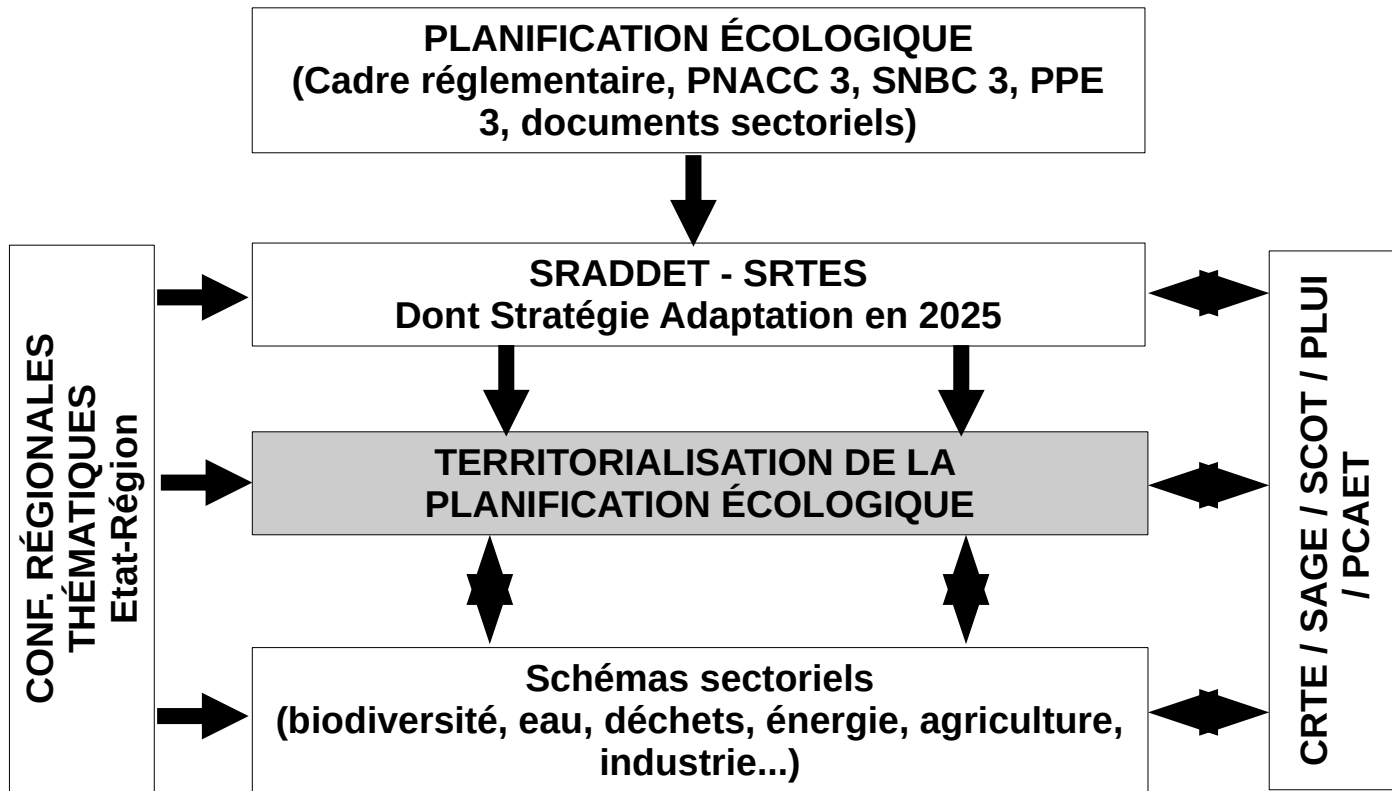 PLANIFICATION ÉCOLOGIQUE
(Cadre réglementaire, PNACC 3, SNBC 3, PPE
3, documents sectoriels)
CONF. RÉGIONALES
THÉMATIQUES
Etat-Région
SRADDET - SRTES
Dont Stratégie Adaptation en 2025
TERRITORIALISATION DE LA
PLANIFICATION ÉCOLOGIQUE
Schémas sectoriels
(biodiversité, eau, déchets, énergie, agriculture,
industrie...)
CRTE / SAGE / SCOT / PLUI
/ PCAET